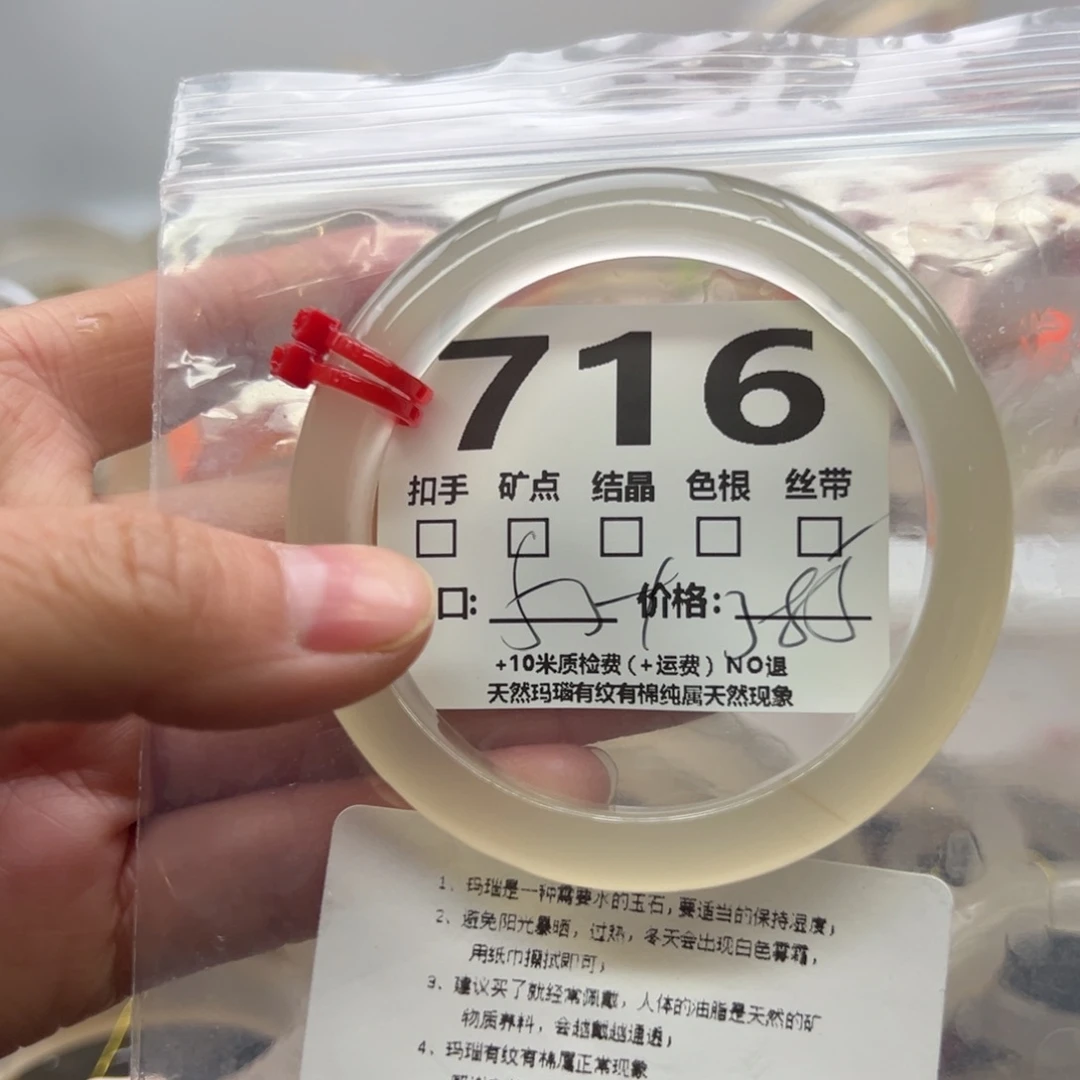 716
扣手 矿点 结晶 色根 丝带
口: 价格:
+10米质检费(+运费) NO退
天然玛瑙有纹有棉纯属天然现象
1、玛瑙是一种需要水的玉石,要适当的保持湿度;
2、避免阳光暴晒,过热,冬天会出现白色雾霜,
用纸巾擦拭即可;
3、建议买了就经常佩戴,人体的油脂是天然的矿
物质养料,会越戴越通透;
4、玛瑙有纹有棉属正常现象